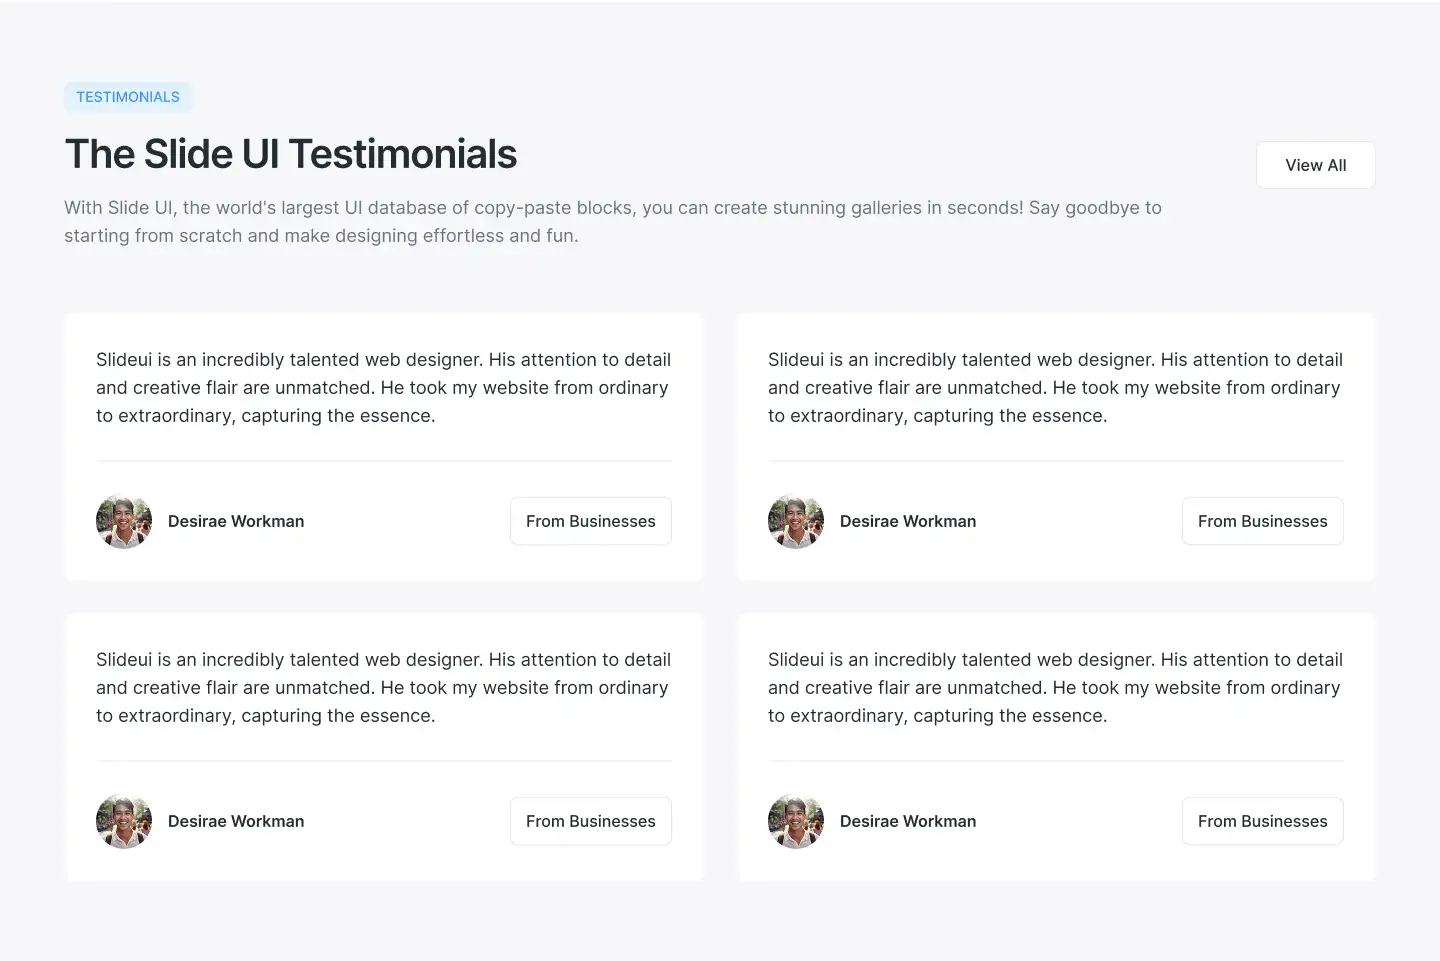 TESTIMONIALS
The Slide UI Testimonials
View All
With Slide UI, the world's largest UI database of copy-paste blocks, you can create stunning galleries in seconds! Say goodbye to
starting from scratch and make designing effortless and fun.
Slideui is an incredibly talented web designer. His attention to detail
and creative flair are unmatched. He took my website from ordinary
to extraordinary, capturing the essence.
Desirae Workman
From Businesses
Slideui is an incredibly talented web designer. His attention to detail
and creative flair are unmatched. He took my website from ordinary
to extraordinary, capturing the essence.
Desirae Workman
From Businesses
Slideui is an incredibly talented web designer. His attention to detail
and creative flair are unmatched. He took my website from ordinary
to extraordinary, capturing the essence.
Desirae Workman
From Businesses
Slideui is an incredibly talented web designer. His attention to detail
and creative flair are unmatched. He took my website from ordinary
to extraordinary, capturing the essence.
Desirae Workman
From Businesses